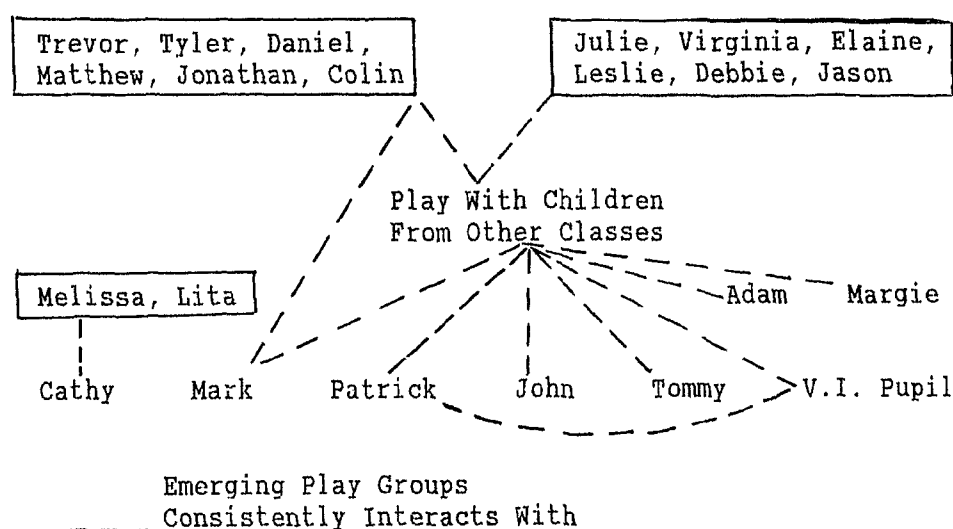 Trevor, Tyler, Daniel,
Matthew, Jonathan, Colin
Julie, Virginia, Elaine,
Leslie, Debbie, Jason
Play With Children
From Other Classes
Melissa, Lita
Adam
Margie
Cathy
Mark
Patrick
John
Tommy
V.I. Pupil
Emerging Play Groups
Consistently Interacts With